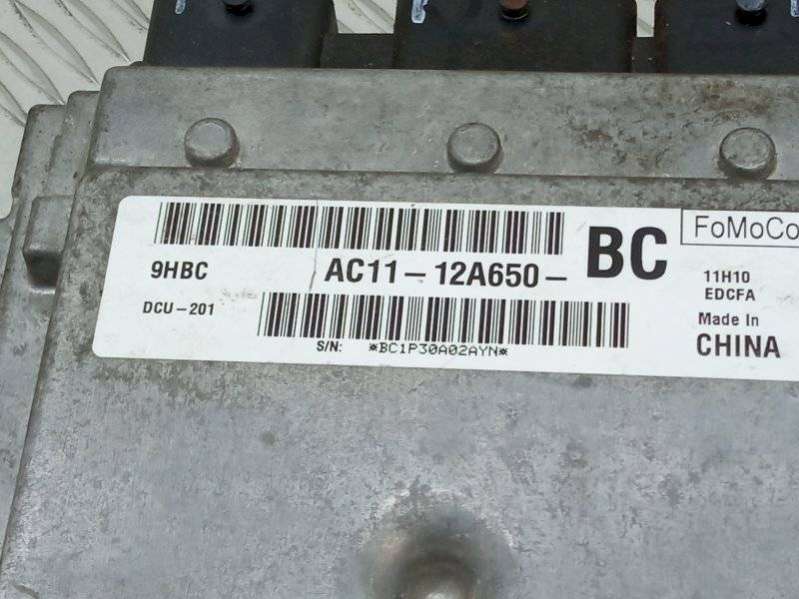 FoMoCo
9HBC AC11-12A650- BC 11H10
EDCFA
DCU-201
S/N: *BC1P30A02AYN*
Made In
CHINA